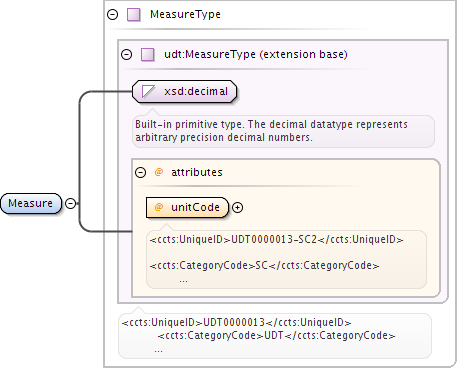 MeasureType
udt:MeasureType (extension base)
xsd:decimal
Built-in primitive type. The decimal datatype represents
arbitrary precision decimal numbers.
@ attributes
Measure
@ unitCode
<ccts:UniqueID>UDT0000013-SC2</ccts:UniqueID>
<ccts:CategoryCode>SC</ccts:CategoryCode>
...
<ccts:UniqueID>UDT0000013</ccts:UniqueID>
<ccts:CategoryCode>UDT</ccts:CategoryCode>
...